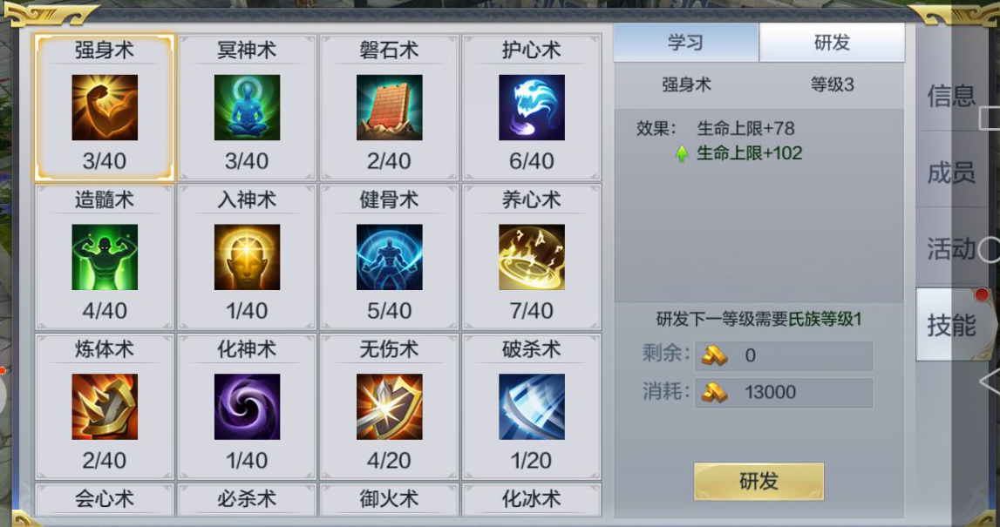 强身术 冥神术 磐石术 护心术
3/40 3/40 2/40 6/40
造髓术 入神术 健骨术 养心术
4/40 1/40 5/40 7/40
炼体术 化神术 无伤术 破杀术
2/40 1/40 4/20 1/20
会心术 必杀术 御火术 化冰术
学习 研发
强身术 等级3
效果: 生命上限+78
生命上限+102
研发下一等级需要氏族等级1
剩余: 0
消耗: 13000
研发
信息
成员
活动
技能